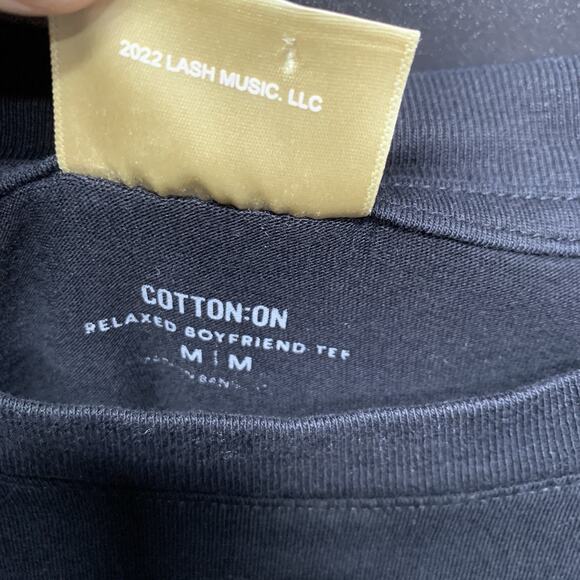 2022 LASH MUSIC. LLC
COTTON:ON
RELAXED BOYFRIEND TEE
M | M